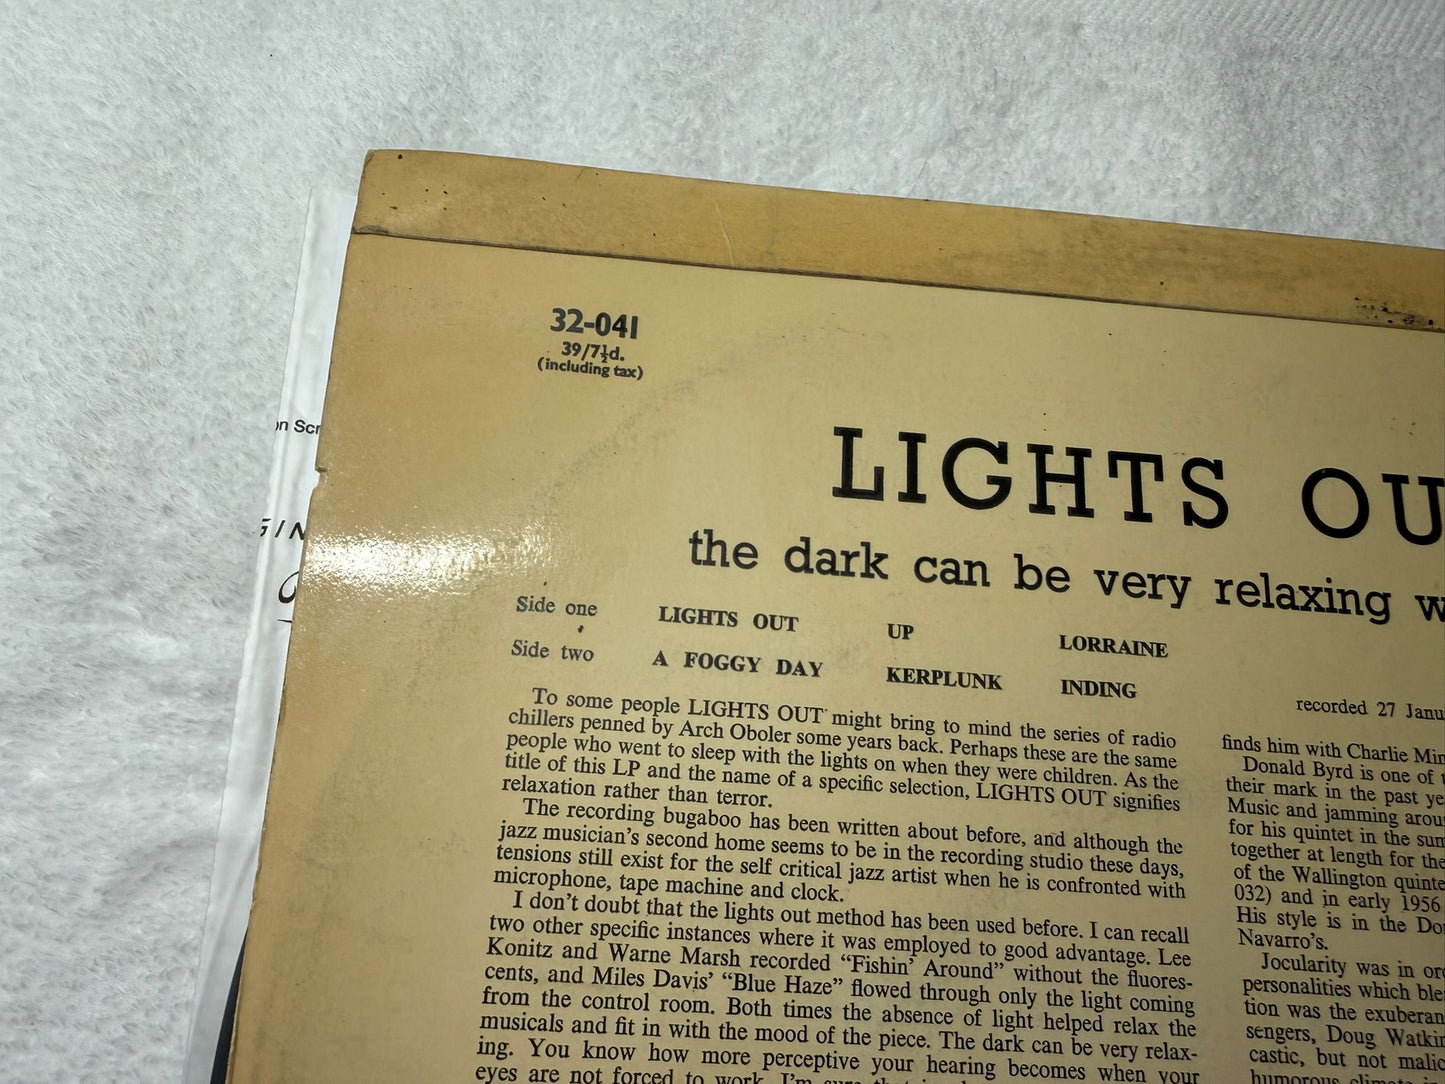 32-041
39/7½d.
(including tax)
on Scr
GIN
LIGHTS OU
the dark can be very relaxing w
Side one LIGHTS OUT UP LORRAINE
Side two A FOGGY DAY KERPLUNK INDING
To some people LIGHTS OUT might bring to mind the series of radio
chillers penned by Arch Oboler some years back. Perhaps these are the same
people who went to sleep with the lights on when they were children. As the
title of this LP and the name of a specific selection, LIGHTS OUT signifies
relaxation rather than terror.
The recording bugaboo has been written about before, and although the
jazz musician's second home seems to be in the recording studio these days,
tensions still exist for the self critical jazz artist when he is confronted with
microphone, tape machine and clock.
I don't doubt that the lights out method has been used before. I can recall
two other specific instances where it was employed to good advantage. Lee
Konitz and Warne Marsh recorded "Fishin' Around" without the fluores-
cents, and Miles Davis' "Blue Haze" flowed through only the light coming
from the control room. Both times the absence of light helped relax the
musicals and fit in with the mood of the piece. The dark can be very relax-
ing. You know how more perceptive your hearing becomes when your
eyes are not forced to work. I'm sure that
recorded 27 Janu
finds him with Charlie Min
Donald Byrd is one of t
their mark in the past ye
Music and jamming arou
for his quintet in the sum
together at length for the
of the Wallington quinte
032) and in early 1956
His style is in the Do
Navarro's.
Jocularity was in or
personalities which ble
tion was the exuberan
sengers, Doug Watkin
castic, but not malic
humorous